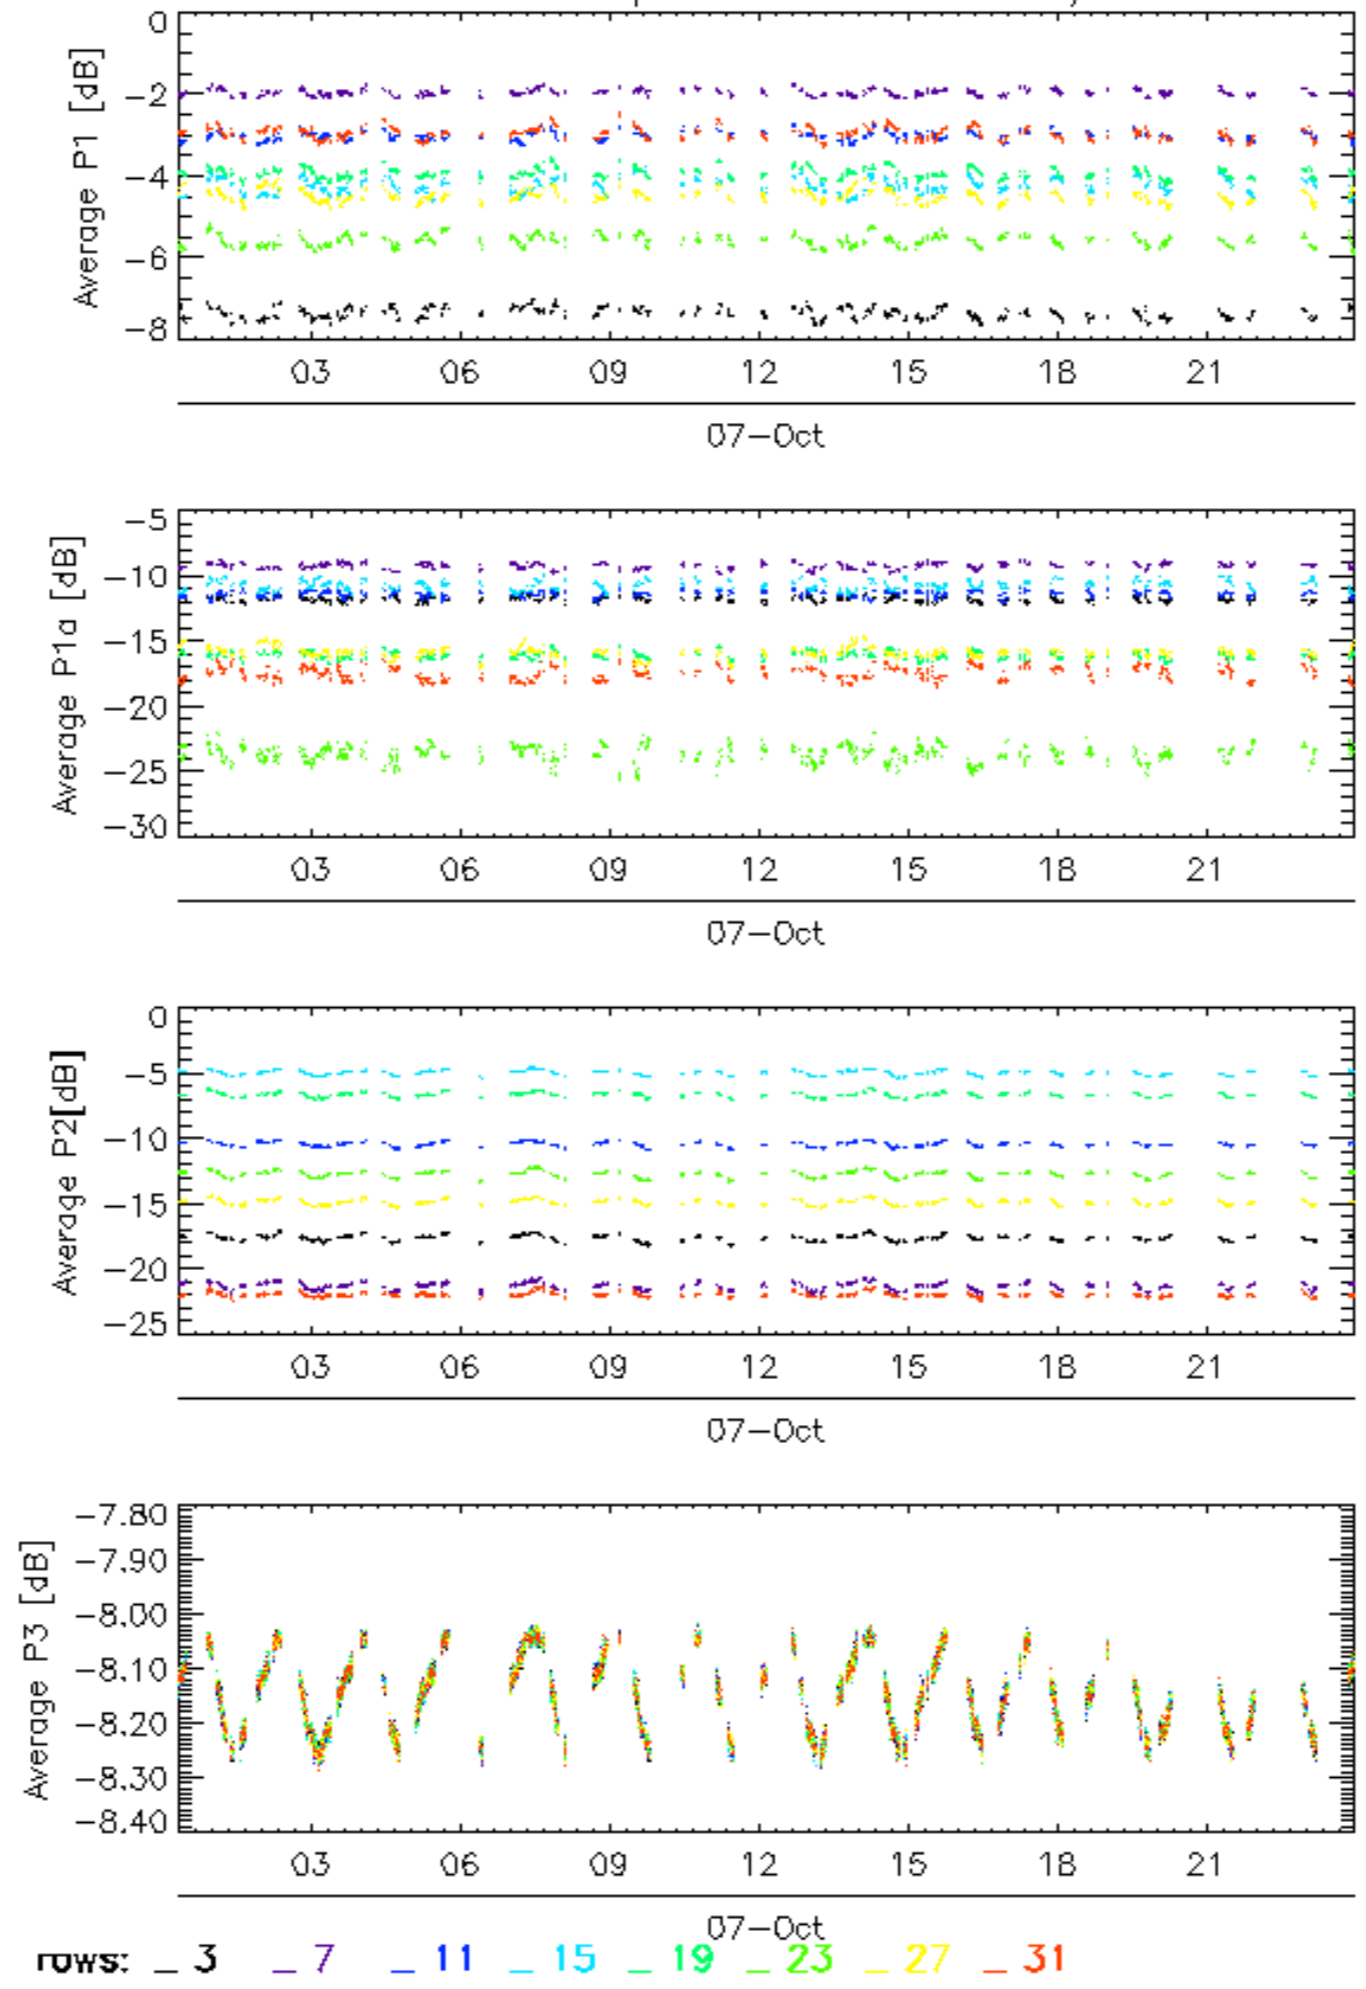 Average P1 [dB]
0
−2
−4
−6
−8
03 06 09 12 15 18 21
07−Oct
Average P1a [dB]
−5
−10
−15
−20
−25
−30
03 06 09 12 15 18 21
07−Oct
Average P2[dB]
0
−5
−10
−15
−20
−25
03 06 09 12 15 18 21
07−Oct
Average P3 [dB]
−7.80
−7.90
−8.00
−8.10
−8.20
−8.30
−8.40
03 06 09 12 15 18 21
07−Oct
rows: _ 3 _ 7 _ 11 _ 15 _ 19 _ 23 _ 27 _ 31